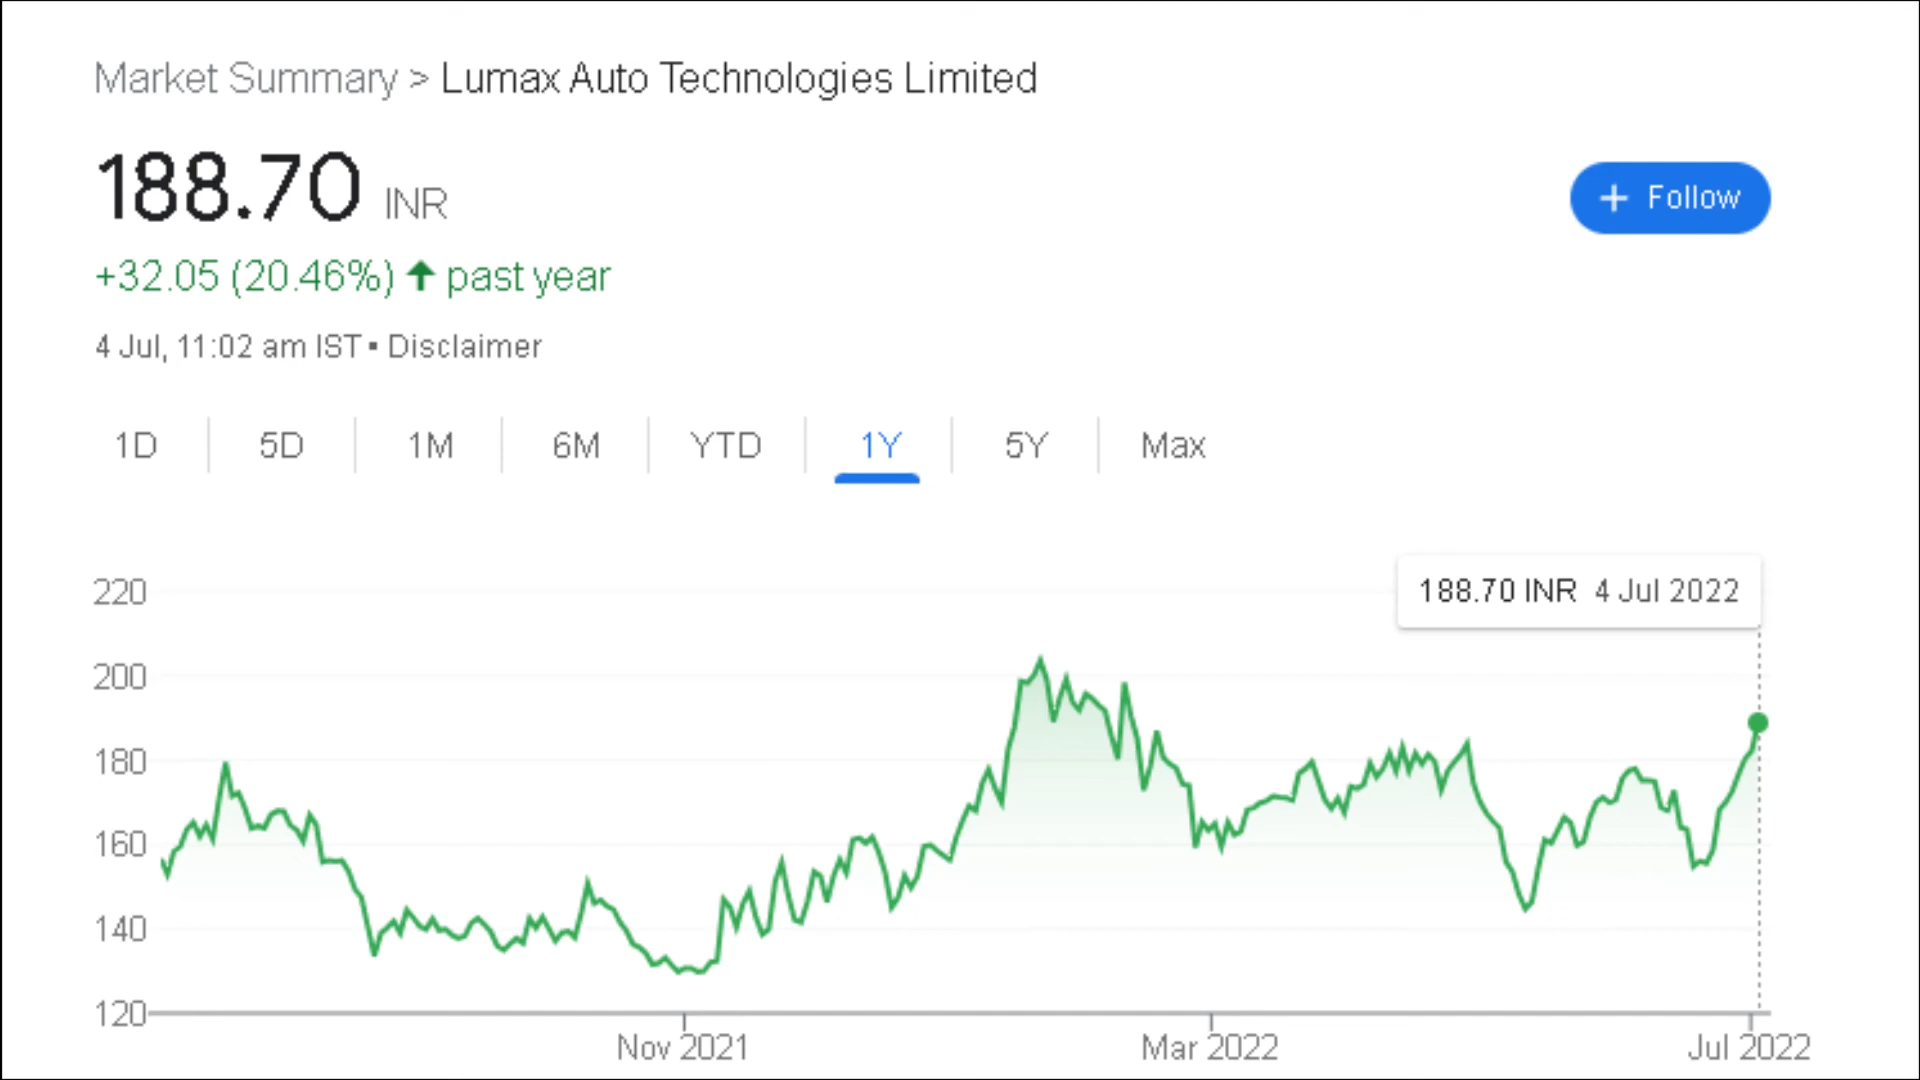 Market Summary > Lumax Auto Technologies Limited
188.70 INR
+ Follow
+32.05 (20.46%) ↑ past year
4 Jul, 11:02 am IST • Disclaimer
1D 5D 1M 6M YTD 1Y 5Y Max
188.70 INR 4 Jul 2022
220
200
180
160
140
120
Nov 2021 Mar 2022 Jul 2022